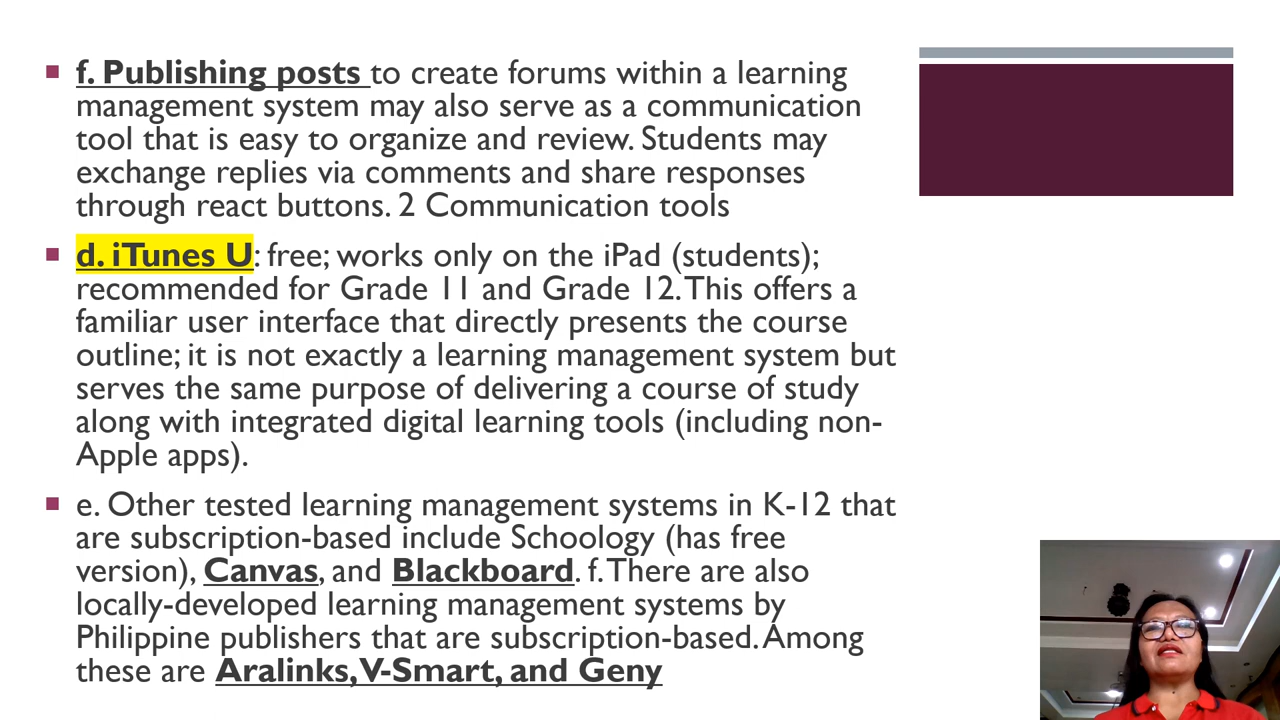 f. Publishing posts to create forums within a learning
management system may also serve as a communication
tool that is easy to organize and review. Students may
exchange replies via comments and share responses
through react buttons. 2 Communication tools
d. iTunes U: free; works only on the iPad (students);
recommended for Grade 11 and Grade 12. This offers a
familiar user interface that directly presents the course
outline; it is not exactly a learning management system but
serves the same purpose of delivering a course of study
along with integrated digital learning tools (including non-
Apple apps).
e. Other tested learning management systems in K-12 that
are subscription-based include Schoology (has free
version), Canvas, and Blackboard. f. There are also
locally-developed learning management systems by
Philippine publishers that are subscription-based. Among
these are Aralinks, V-Smart, and Geny